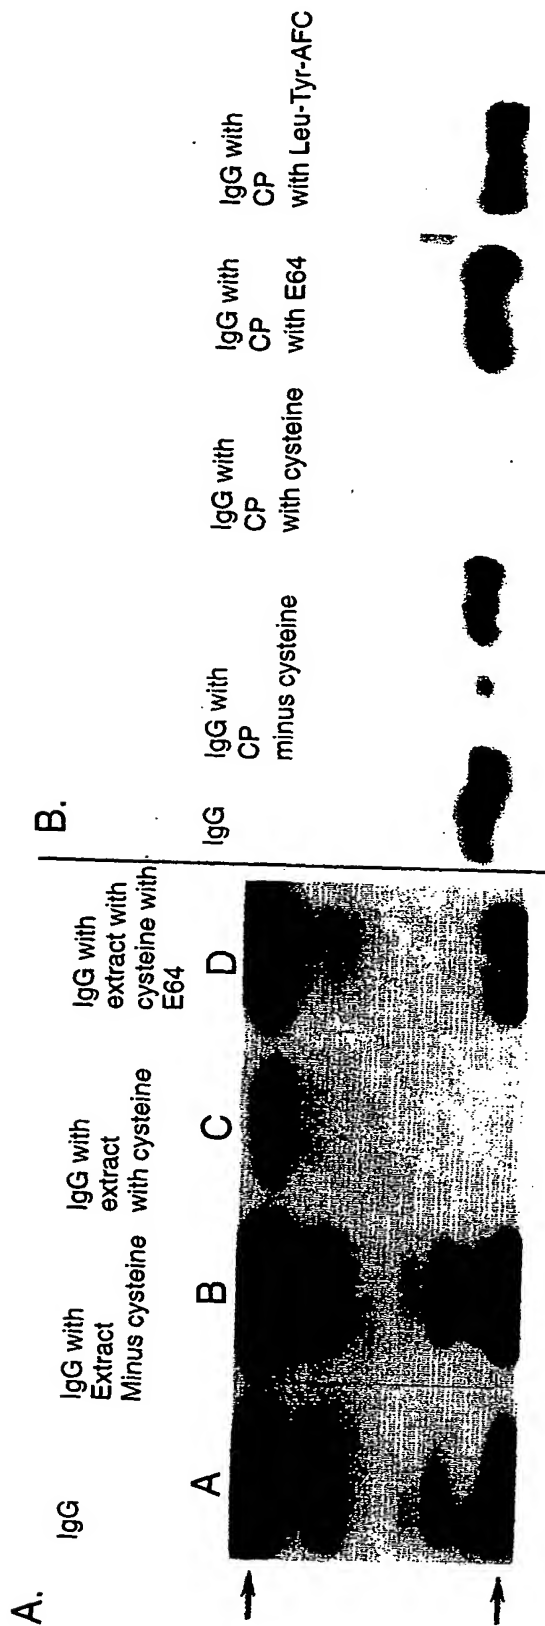 A.
IgG
IgG with
Extract
Minus cysteine
IgG with
extract
with cysteine
IgG with
extract with
cysteine with
E64
A
B
C
D
B.
IgG
IgG with
CP
minus cysteine
IgG with
CP
with cysteine
IgG with
CP
with E64
IgG with
CP
with Leu-Tyr-AFC